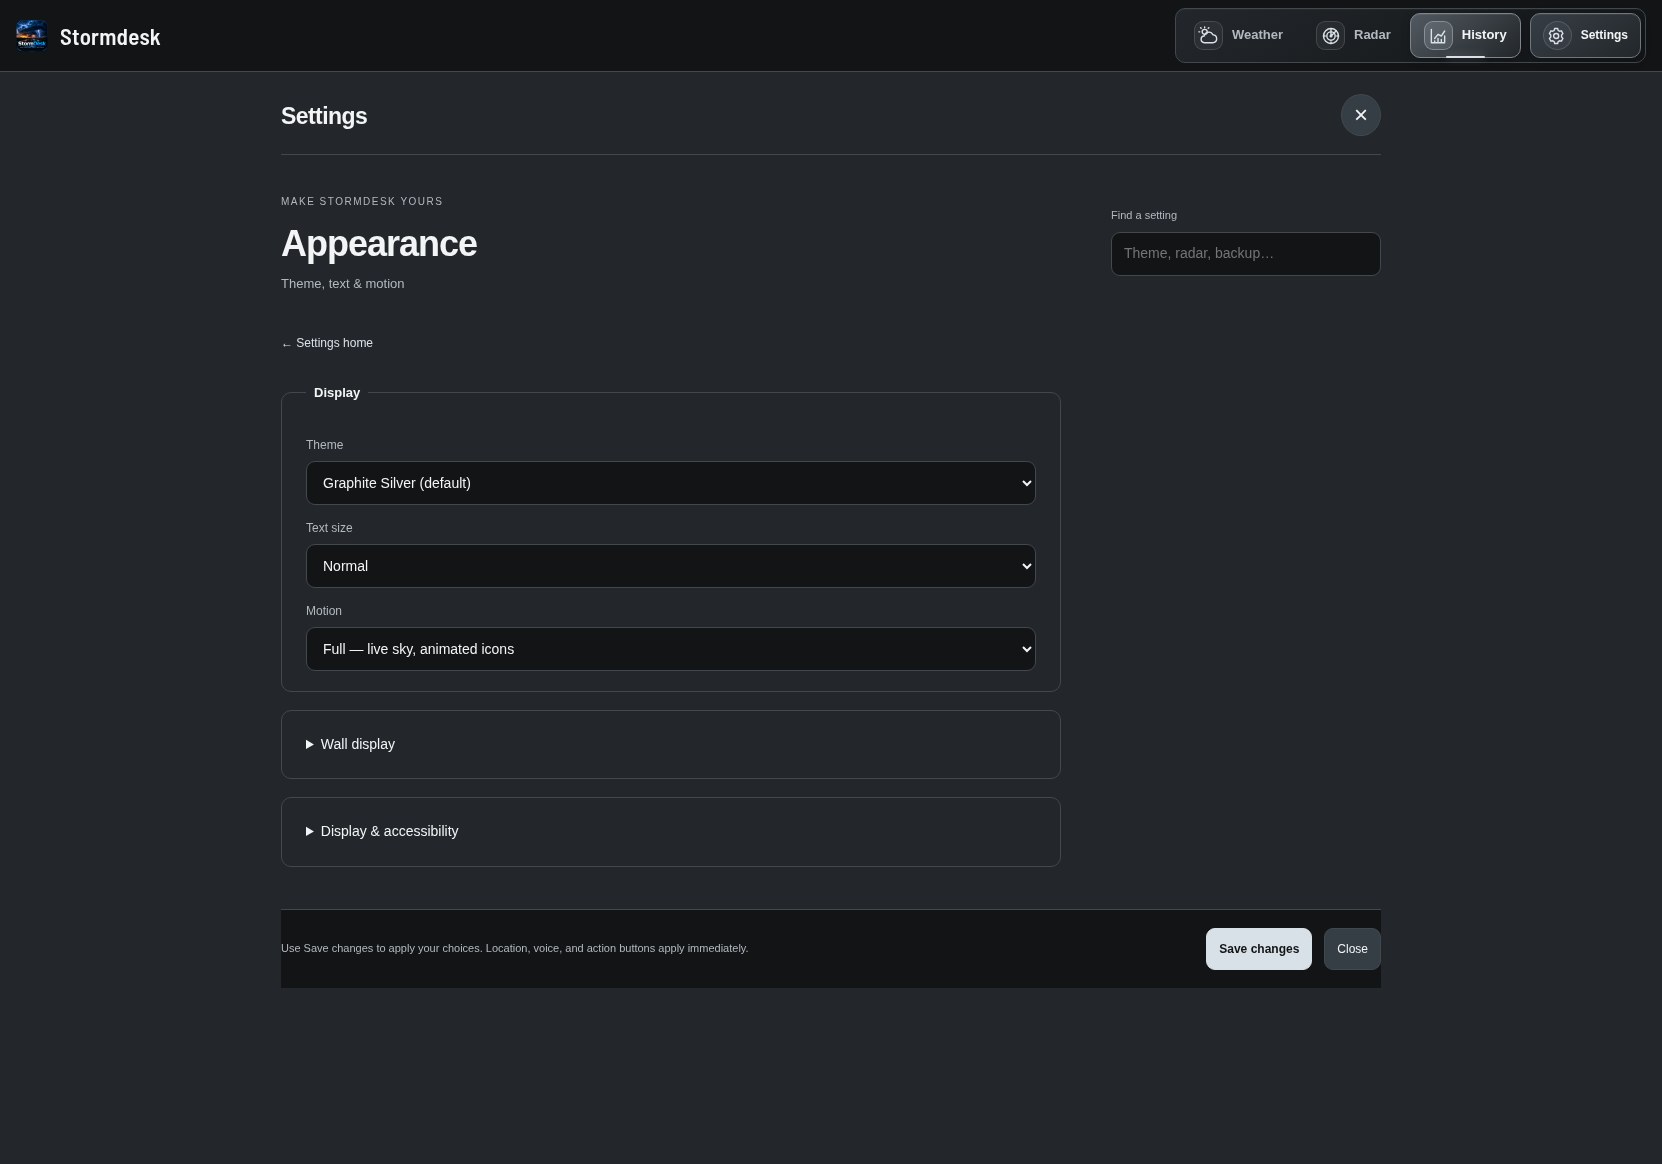 Stormdesk
Weather
Radar
History
Settings
Settings
MAKE STORMDESK YOURS
Appearance
Theme, text & motion
Find a setting
Theme, radar, backup…
← Settings home
Display
Theme
Graphite Silver (default)
Text size
Normal
Motion
Full — live sky, animated icons
Wall display
Display & accessibility
Use Save changes to apply your choices. Location, voice, and action buttons apply immediately.
Save changes
Close